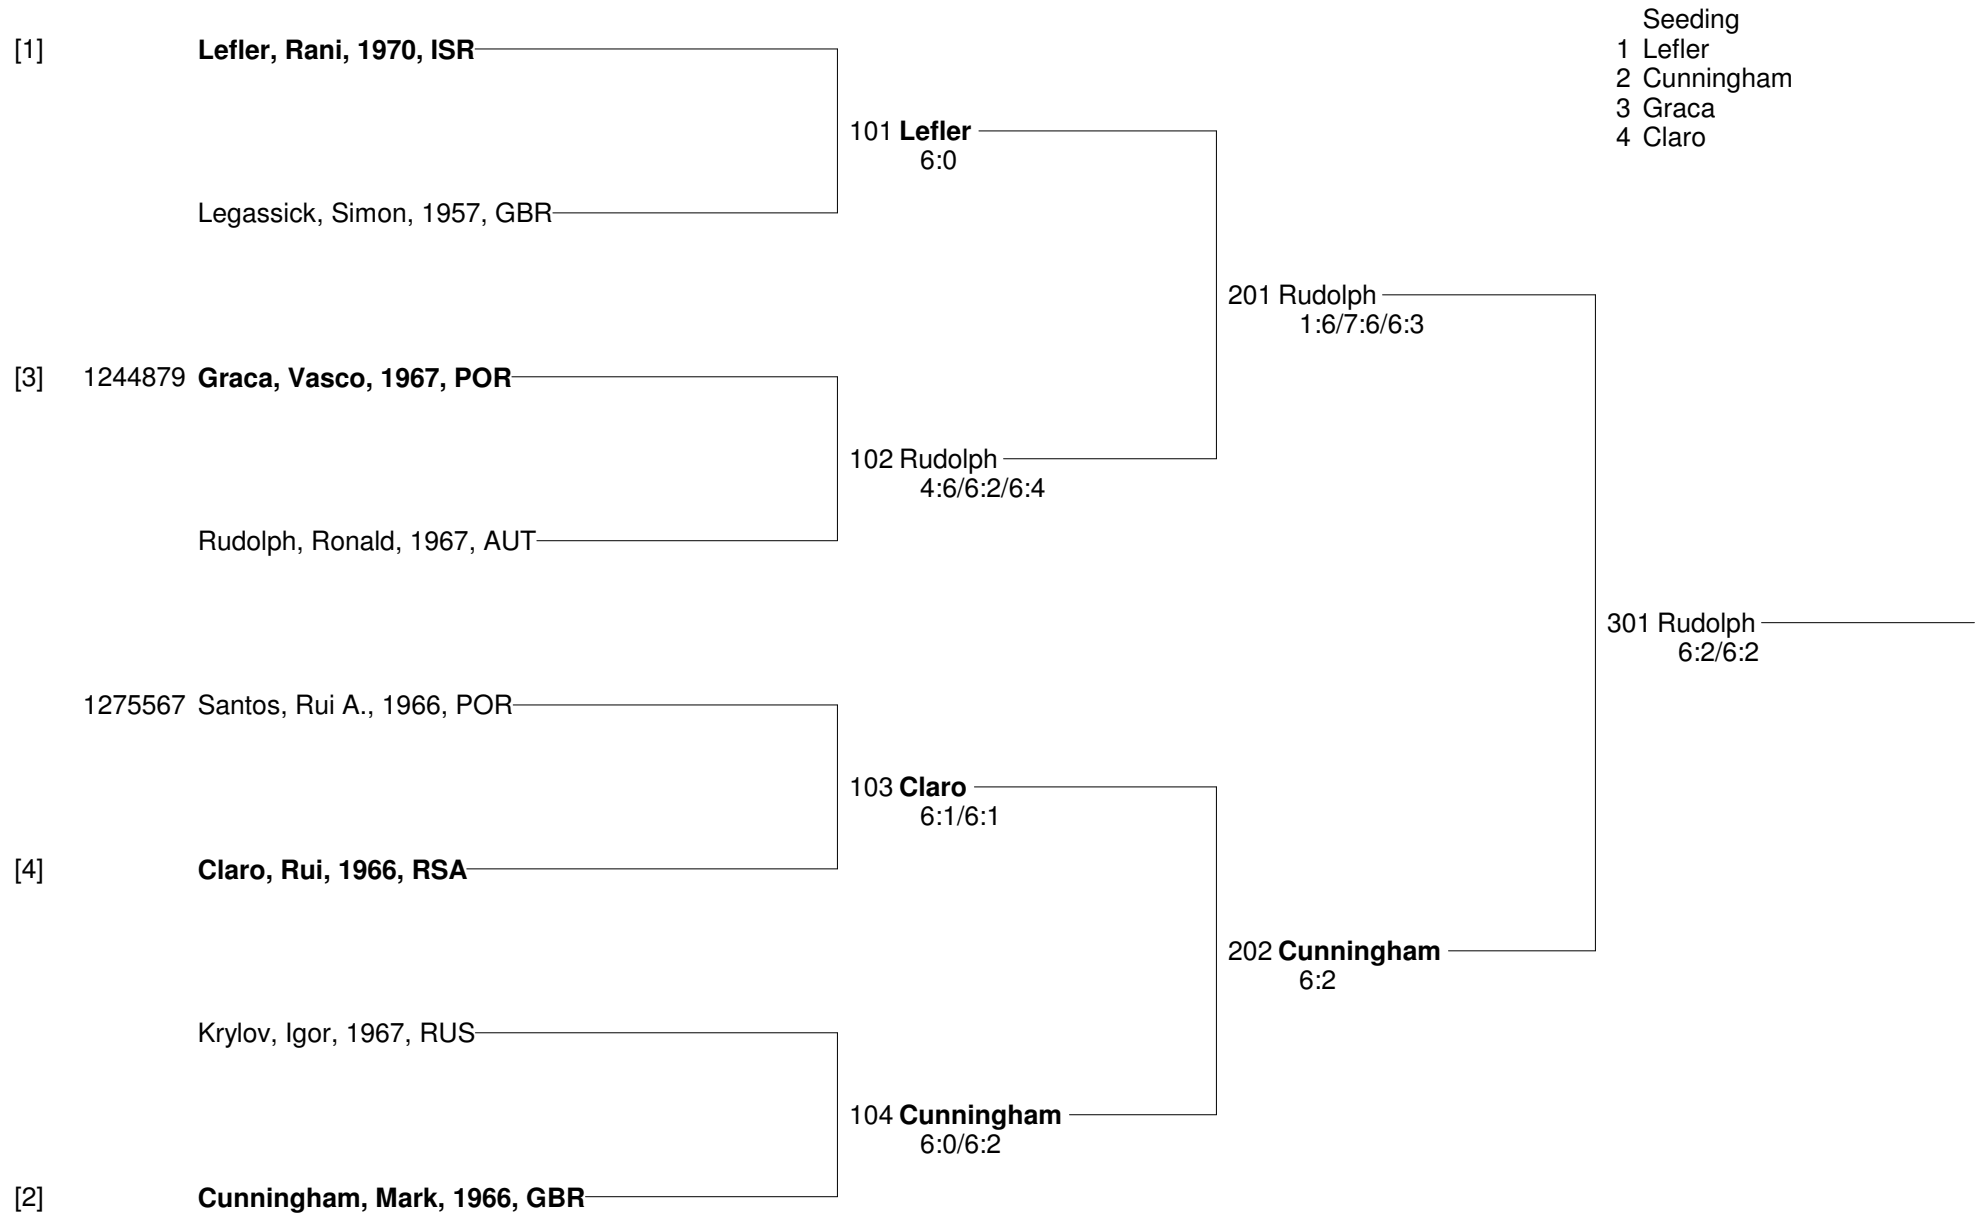 Seeding
1 Lefler
2 Cunningham
3 Graca
4 Claro
[1] Lefler, Rani, 1970, ISR
101 Lefler
6:0
Legassick, Simon, 1957, GBR
201 Rudolph
1:6/7:6/6:3
[3] 1244879 Graca, Vasco, 1967, POR
102 Rudolph
4:6/6:2/6:4
Rudolph, Ronald, 1967, AUT
301 Rudolph
6:2/6:2
1275567 Santos, Rui A., 1966, POR
103 Claro
6:1/6:1
[4] Claro, Rui, 1966, RSA
202 Cunningham
6:2
Krylov, Igor, 1967, RUS
104 Cunningham
6:0/6:2
[2] Cunningham, Mark, 1966, GBR